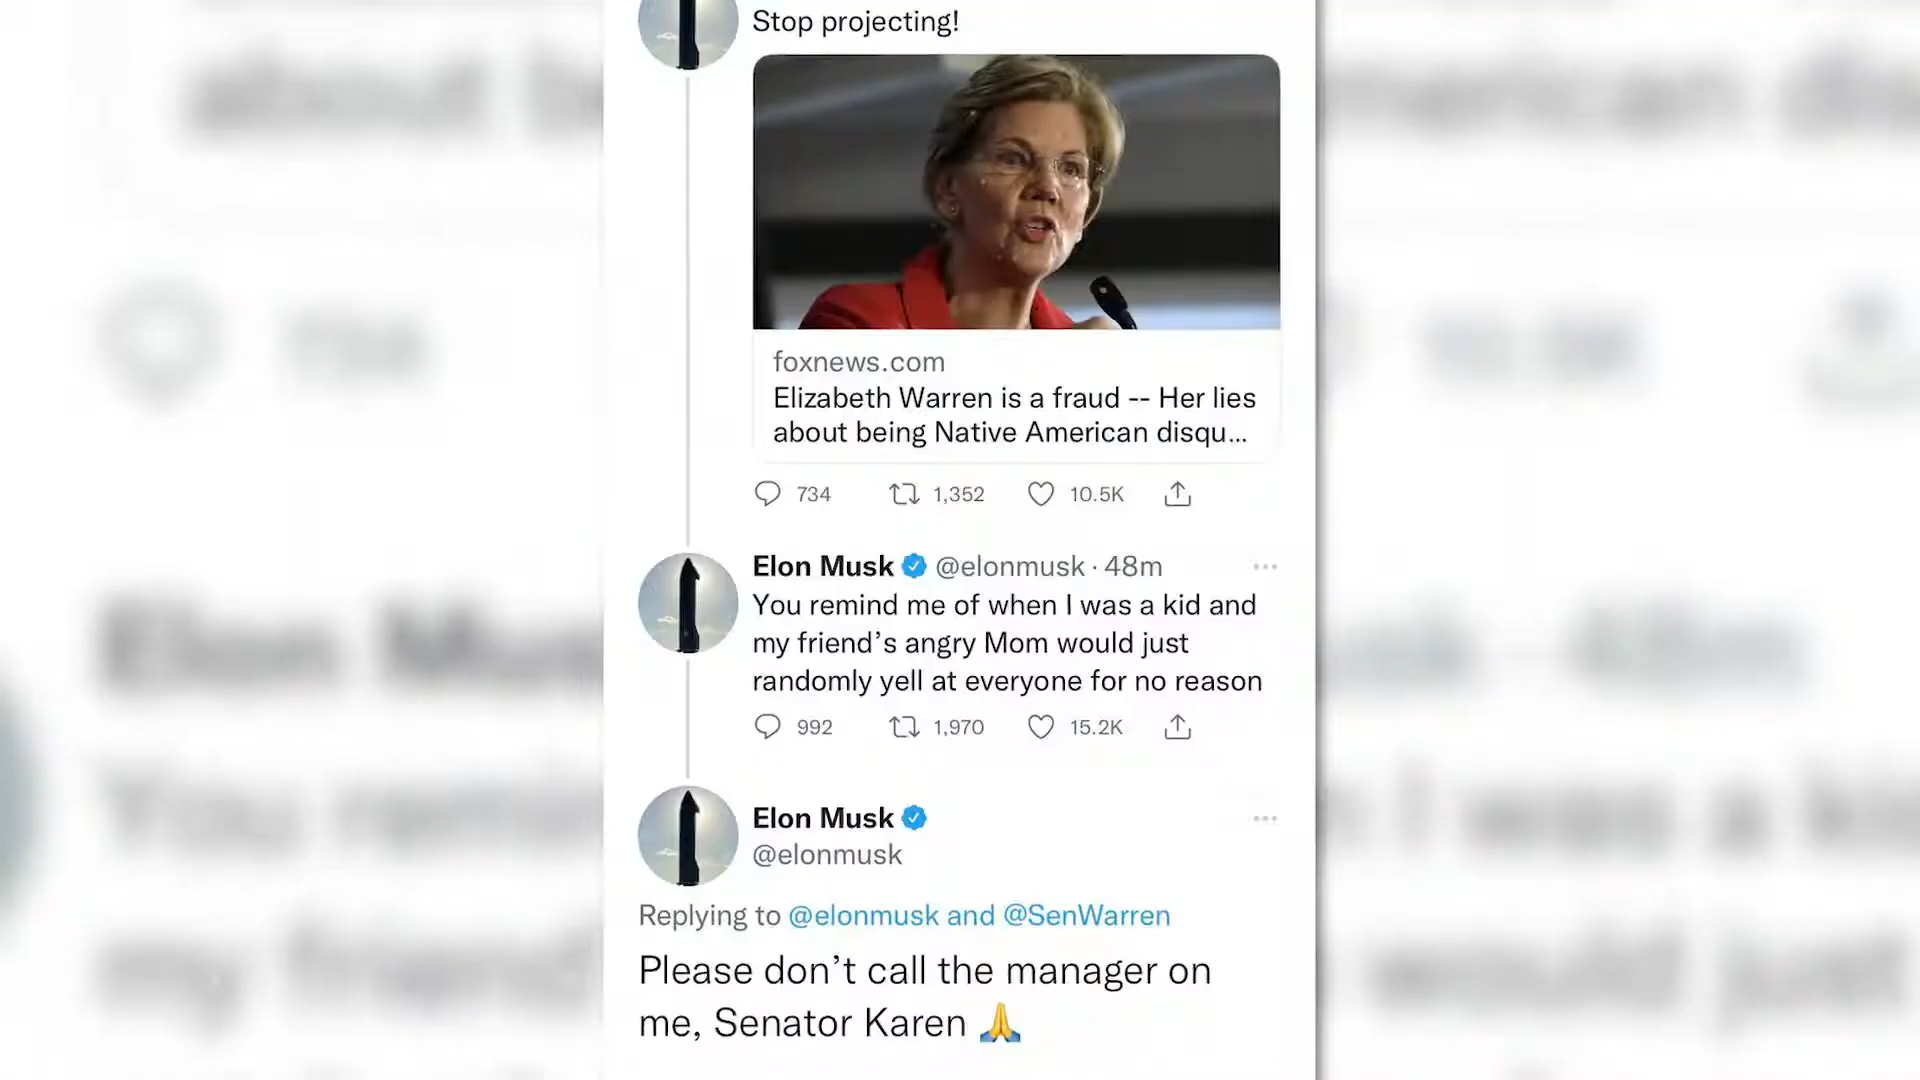 Stop projecting!
foxnews.com
Elizabeth Warren is a fraud -- Her lies
about being Native American disqu...
734 1,352 10.5K
Elon Musk @elonmusk · 48m
You remind me of when I was a kid and
my friend’s angry Mom would just
randomly yell at everyone for no reason
992 1,970 15.2K
Elon Musk
@elonmusk
Replying to @elonmusk and @SenWarren
Please don’t call the manager on
me, Senator Karen 🙏